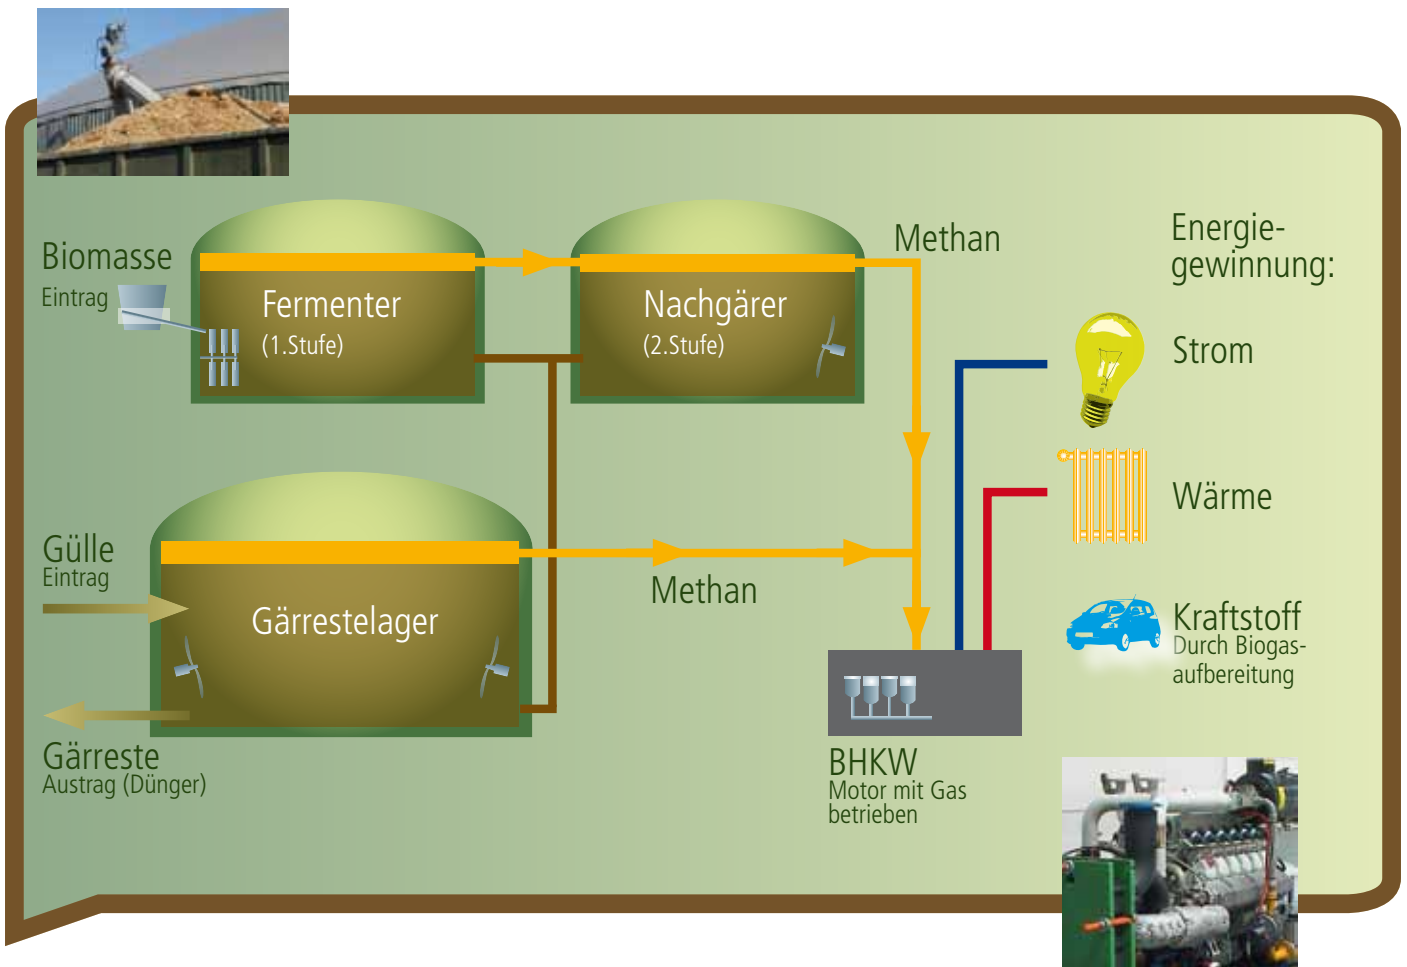 Biomasse
Eintrag
Fermenter
(1.Stufe)
Nachgärer
(2.Stufe)
Methan
Energie-
gewinnung:
Strom
Wärme
Kraftstoff
Durch Biogas-
aufbereitung
Gülle
Eintrag
Gärrestelager
Methan
Gärreste
Austrag (Dünger)
BHKW
Motor mit Gas
betrieben